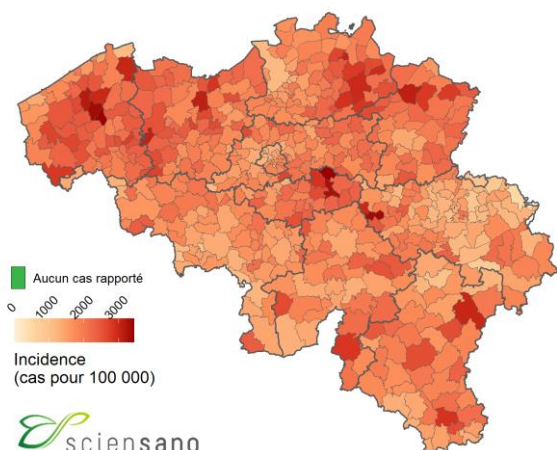 Aucun cas rapporté
0 1000 2000 3000
Incidence
(cas pour 100 000)
sciensano